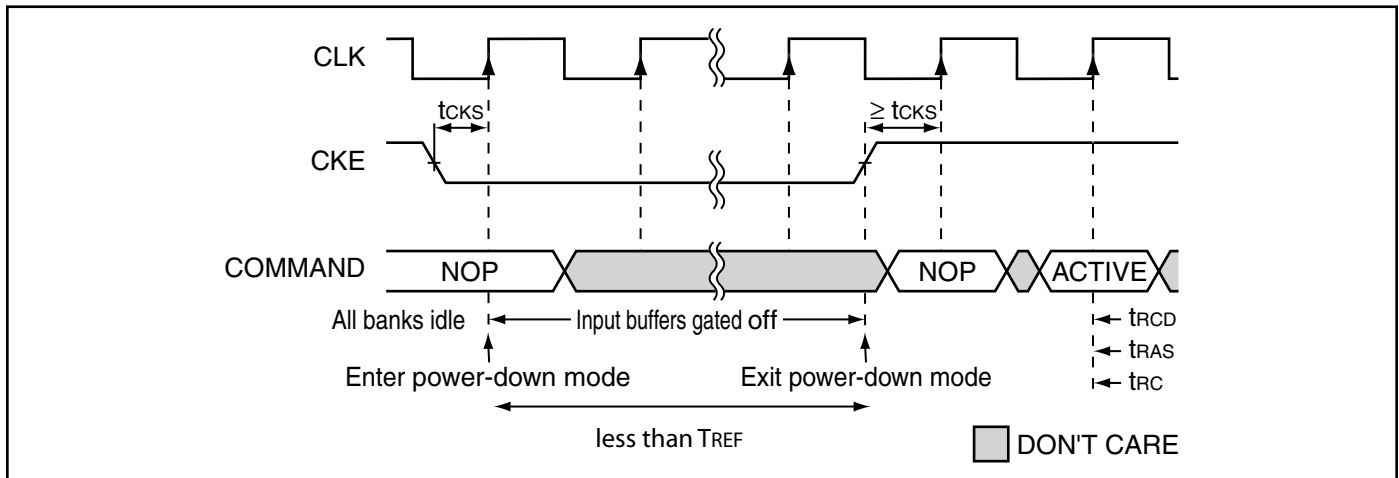 CLK
tCKS
≥ tCKS
CKE
COMMAND
NOP
NOP
ACTIVE
All banks idle
Input buffers gated off
tRCD
tRAS
tRC
Enter power-down mode
Exit power-down mode
less than TREF
DON'T CARE